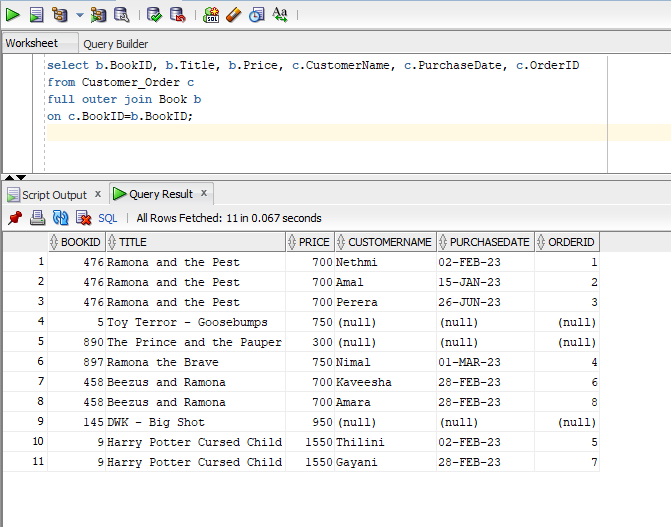 SQL
Aa
Worksheet Query Builder
select b.BookID, b.Title, b.Price, c.CustomerName, c.PurchaseDate, c.OrderID
from Customer_Order c
full outer join Book b
on c.BookID=b.BookID;
Script Output x Query Result x
SQL | All Rows Fetched: 11 in 0.067 seconds
BOOKID TITLE PRICE CUSTOMERNAME PURCHASEDATE ORDERID
1 476 Ramona and the Pest 700 Nethmi 02-FEB-23 1
2 476 Ramona and the Pest 700 Amal 15-JAN-23 2
3 476 Ramona and the Pest 700 Perera 26-JUN-23 3
4 5 Toy Terror - Goosebumps 750 (null) (null) (null)
5 890 The Prince and the Pauper 300 (null) (null) (null)
6 897 Ramona the Brave 750 Nimal 01-MAR-23 4
7 458 Beezus and Ramona 700 Kaveesha 28-FEB-23 6
8 458 Beezus and Ramona 700 Amara 28-FEB-23 8
9 145 DWK - Big Shot 950 (null) (null) (null)
10 9 Harry Potter Cursed Child 1550 Thilini 02-FEB-23 5
11 9 Harry Potter Cursed Child 1550 Gayani 28-FEB-23 7